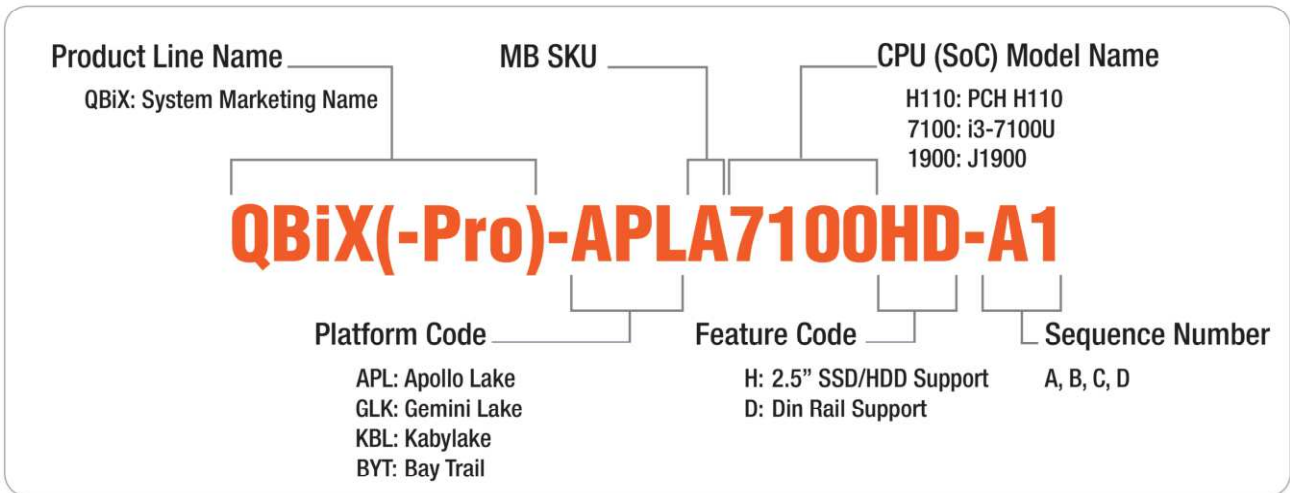 Product Line Name
QBiX: System Marketing Name
MB SKU
CPU (SoC) Model Name
H110: PCH H110
7100: i3-7100U
1900: J1900
QBiX(-Pro)-APLA7100HD-A1
Platform Code
APL: Apollo Lake
GLK: Gemini Lake
KBL: Kabylake
BYT: Bay Trail
Feature Code
H: 2.5” SSD/HDD Support
D: Din Rail Support
Sequence Number
A, B, C, D